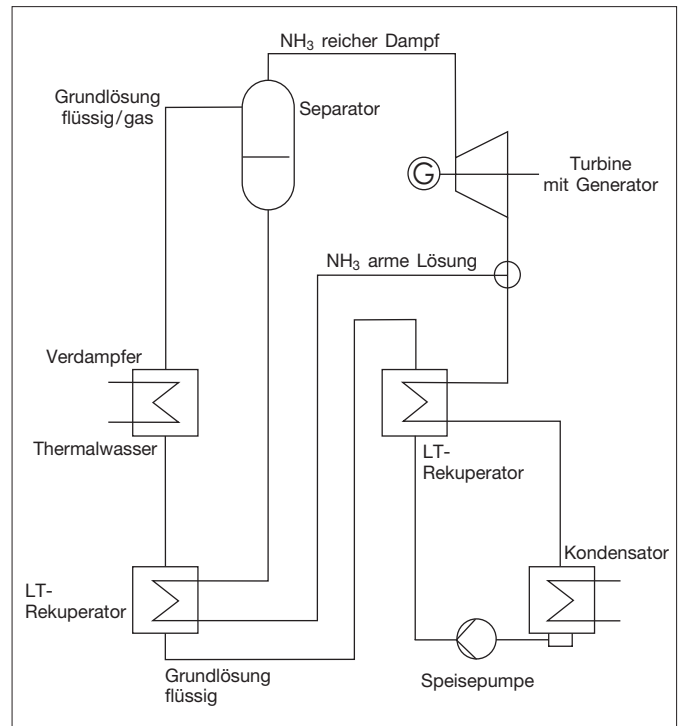 NH₃ reicher Dampf
Grundlösung
flüssig/gas
Separator
G
Turbine
mit Generator
NH₃ arme Lösung
Verdampfer
Thermalwasser
LT-
Rekuperator
Kondensator
LT-
Rekuperator
Grundlösung
flüssig
Speisepumpe